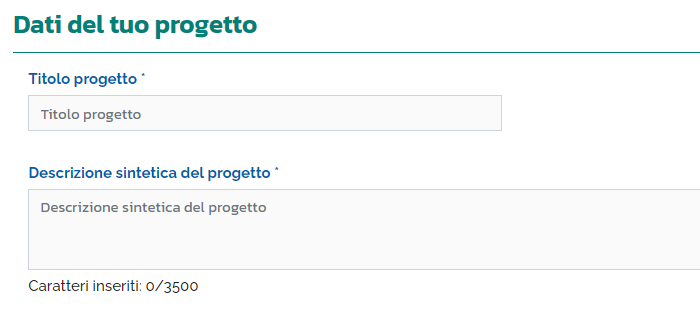 Dati del tuo progetto
Titolo progetto *
Titolo progetto
Descrizione sintetica del progetto *
Descrizione sintetica del progetto
Caratteri inseriti: 0/3500